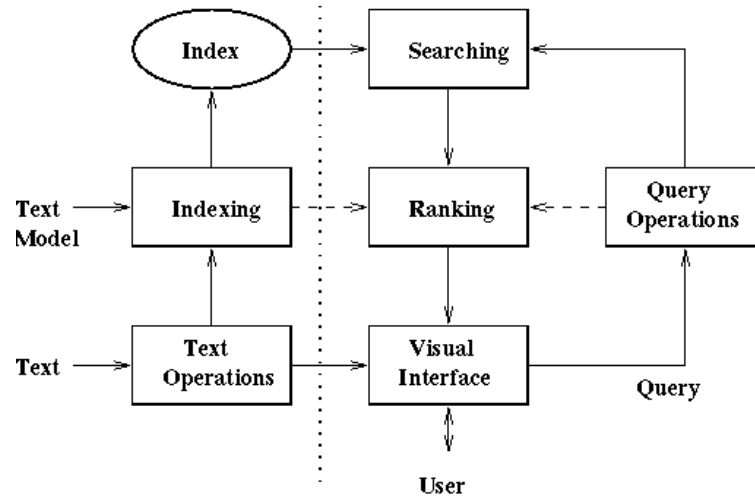 Index
Searching
Text
Model
Indexing
Ranking
Query
Operations
Text
Text
Operations
Visual
Interface
Query
User